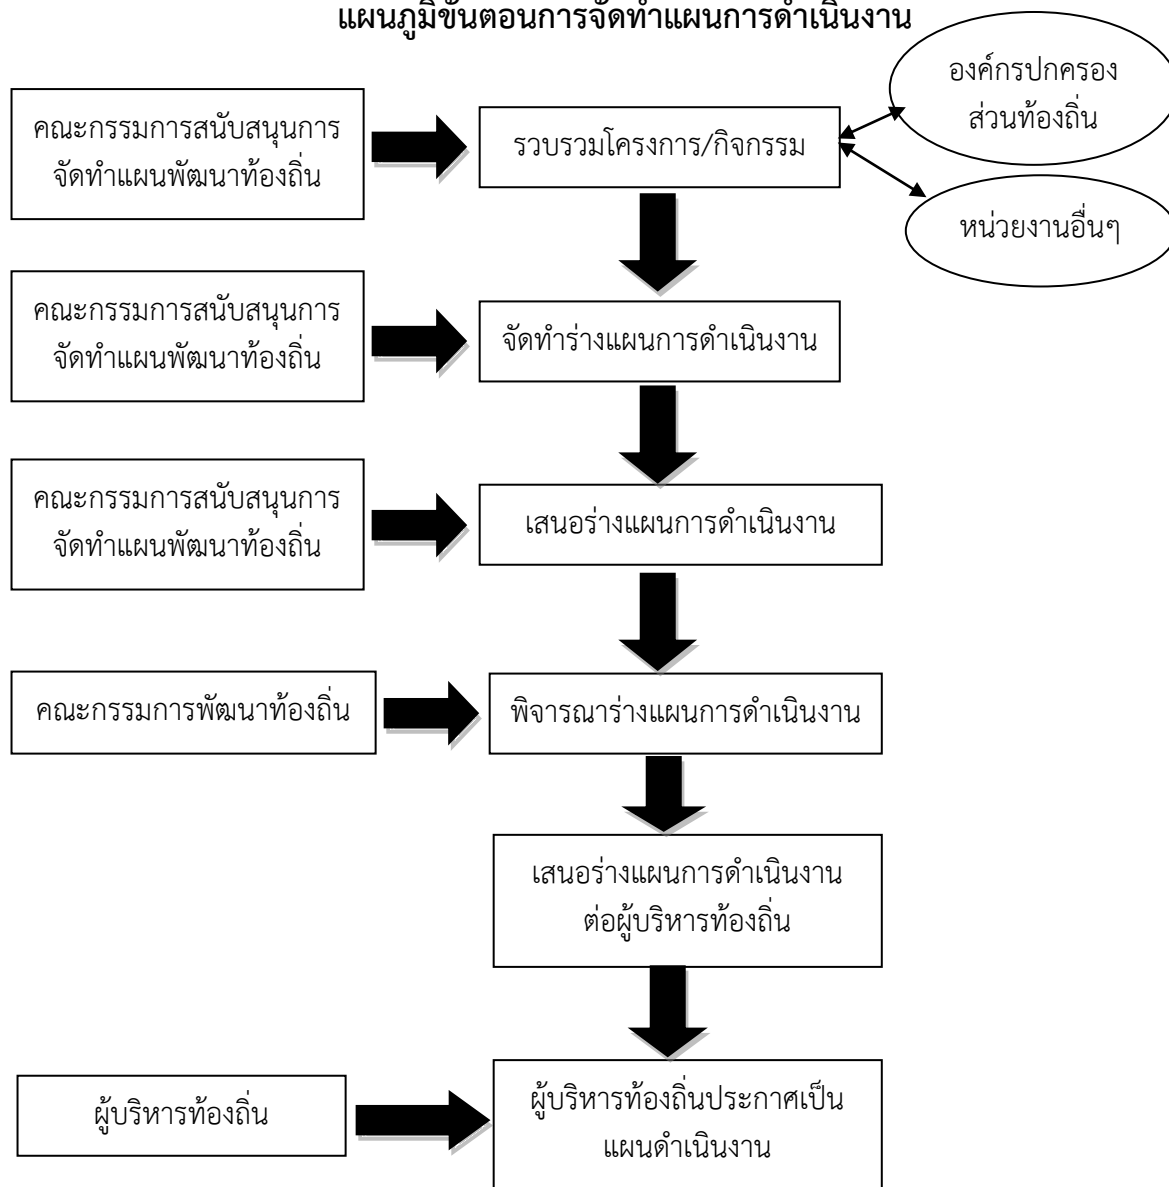 แผนภูมิขั้นตอนการจัดทำแผนการดำเนินงาน
องค์กรปกครอง
ส่วนท้องถิ่น
คณะกรรมการสนับสนุนการ
จัดทำแผนพัฒนาท้องถิ่น
รวบรวมโครงการ/กิจกรรม
หน่วยงานอื่นๆ
คณะกรรมการสนับสนุนการ
จัดทำแผนพัฒนาท้องถิ่น
จัดทำร่างแผนการดำเนินงาน
คณะกรรมการสนับสนุนการ
จัดทำแผนพัฒนาท้องถิ่น
เสนอร่างแผนการดำเนินงาน
คณะกรรมการพัฒนาท้องถิ่น
พิจารณาร่างแผนการดำเนินงาน
เสนอร่างแผนการดำเนินงาน
ต่อผู้บริหารท้องถิ่น
ผู้บริหารท้องถิ่น
ผู้บริหารท้องถิ่นประกาศเป็น
แผนดำเนินงาน